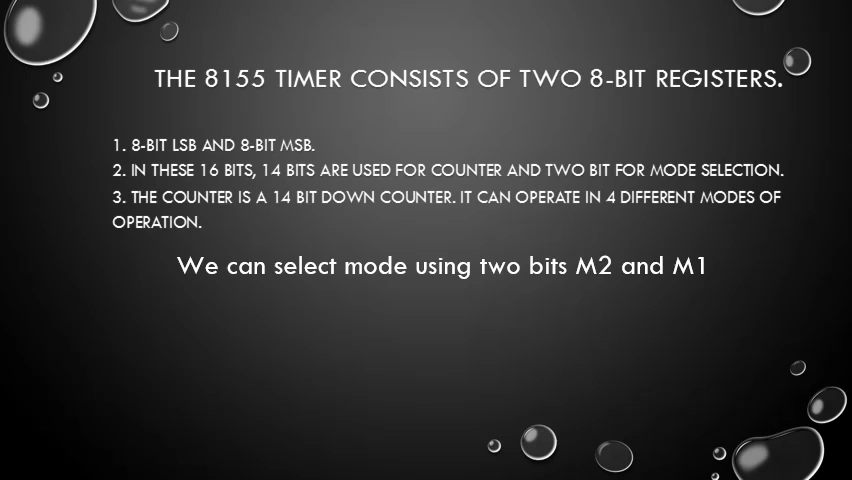 THE 8155 TIMER CONSISTS OF TWO 8-BIT REGISTERS.
1. 8-BIT LSB AND 8-BIT MSB.
2. IN THESE 16 BITS, 14 BITS ARE USED FOR COUNTER AND TWO BIT FOR MODE SELECTION.
3. THE COUNTER IS A 14 BIT DOWN COUNTER. IT CAN OPERATE IN 4 DIFFERENT MODES OF
OPERATION.
We can select mode using two bits M2 and M1